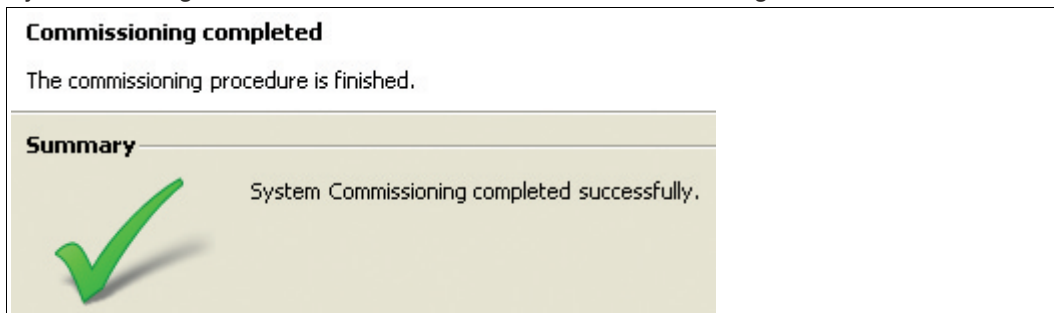 Commissioning completed
The commissioning procedure is finished.
Summary
System Commissioning completed successfully.